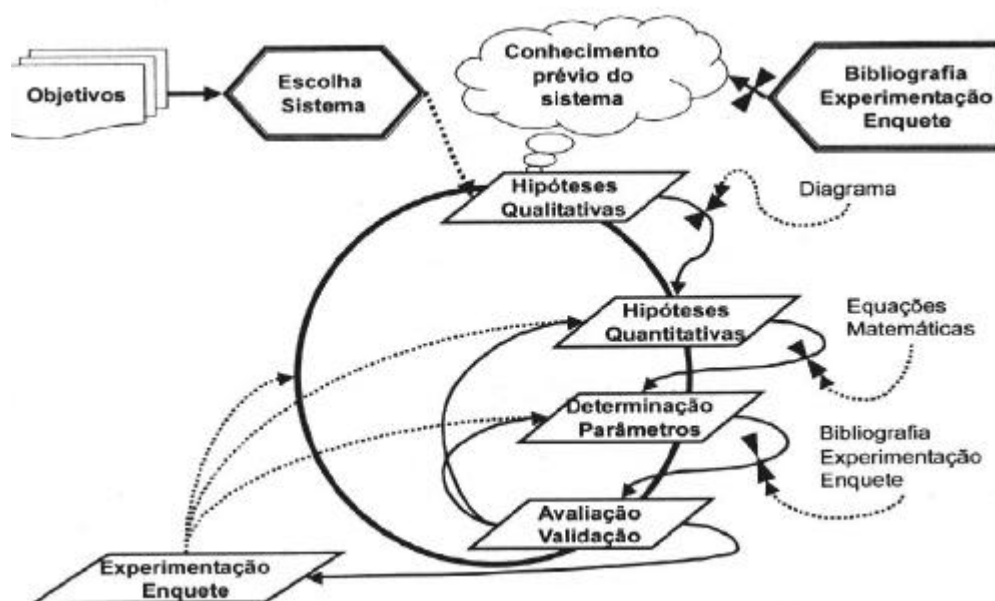 Objetivos
Escolha
Sistema
Conhecimento
prévio do
sistema
Bibliografia
Experimentação
Enquete
Hipóteses
Qualitativas
Diagrama
Hipóteses
Quantitativas
Equações
Matemáticas
Determinação
Parâmetros
Bibliografia
Experimentação
Enquete
Avaliação
Validação
Experimentação
Enquete